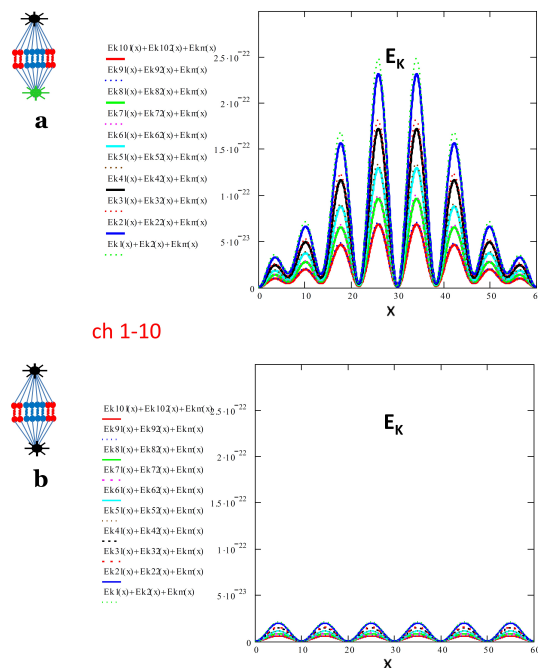 a
Ek101(x)+Ek102(x)+Ekm(x)
Ek91(x)+Ek92(x)+Ekm(x)
Ek81(x)+Ek82(x)+Ekm(x)
Ek71(x)+Ek72(x)+Ekm(x)
Ek61(x)+Ek62(x)+Ekm(x)
Ek51(x)+Ek52(x)+Ekm(x)
Ek41(x)+Ek42(x)+Ekm(x)
Ek31(x)+Ek32(x)+Ekm(x)
Ek21(x)+Ek22(x)+Ekm(x)
Ek1(x)+Ek2(x)+Ekm(x)
E_K
2.5·10^−22
2·10^−22
1.5·10^−22
1·10^−22
5·10^−23
0
0 10 20 30 40 50 60
X
ch 1-10
b
Ek101(x)+Ek102(x)+Ekm(x)
Ek91(x)+Ek92(x)+Ekm(x)
Ek81(x)+Ek82(x)+Ekm(x)
Ek71(x)+Ek72(x)+Ekm(x)
Ek61(x)+Ek62(x)+Ekm(x)
Ek51(x)+Ek52(x)+Ekm(x)
Ek41(x)+Ek42(x)+Ekm(x)
Ek31(x)+Ek32(x)+Ekm(x)
Ek21(x)+Ek22(x)+Ekm(x)
Ek1(x)+Ek2(x)+Ekm(x)
E_K
2.5·10^−22
2·10^−22
1.5·10^−22
1·10^−22
5·10^−23
0
0 10 20 30 40 50 60
X